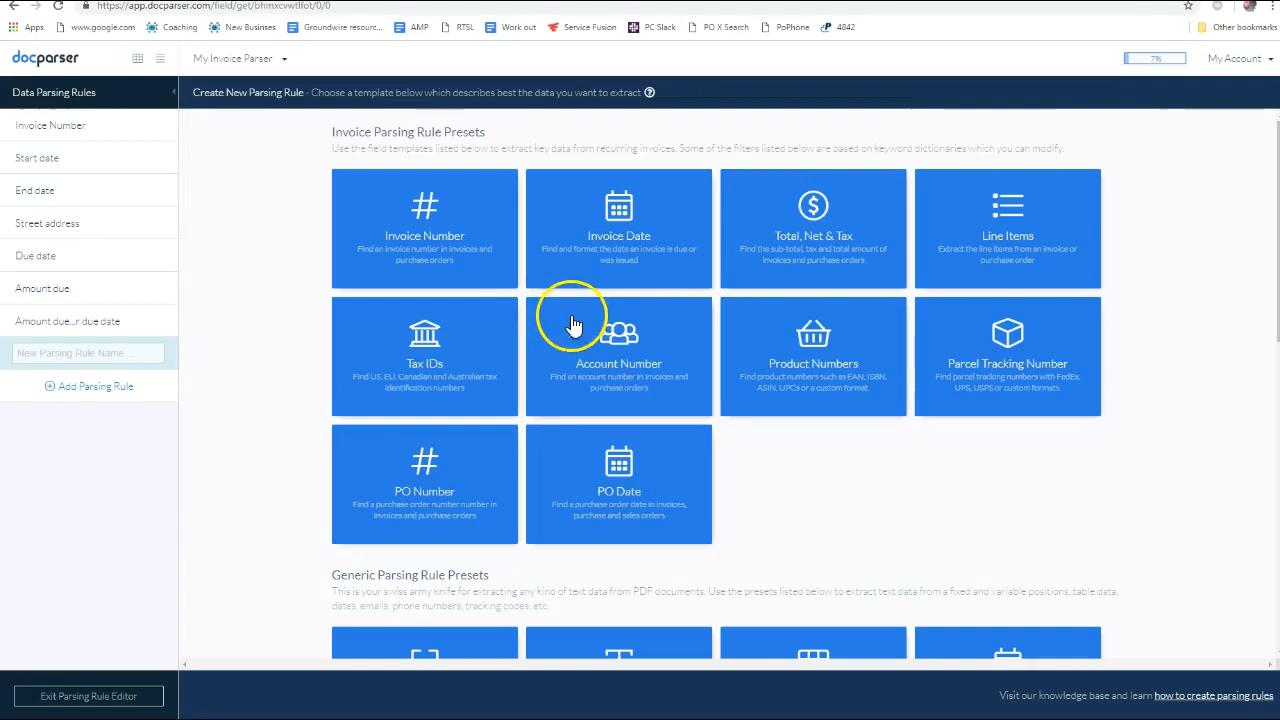 https://app.docparser.com/field/get/bhmxcvwtlfot/0/0
Apps www.google.com Coaching New Busines Groundwire resourc... AMP RTSL Work out Service Fusion PC Slack PO X Search PoPhone 4842 Other bookmarks
docparser My Invoice Parser 7% My Account
Data Parsing Rules Create New Parsing Rule - Choose a template below which describes best the data you want to extract ?
Invoice Number
Start date
End date
Street address
Due date
Amount due
Amount due...r due date
New Parsing Rule Name ...
Add Parsing Rule
Exit Parsing Rule Editor
Invoice Parsing Rule Presets
Use the field templates listed below to extract key data from recurring invoices. Some of the filters listed below are based on keyword dictionaries which you can modify.
#
Invoice Number
Find an invoice number in invoices and
purchase orders
Invoice Date
Find and format the date an invoice is due or
was issued
$
Total, Net & Tax
Find the sub-total, tax and total amount of
invoices and purchase orders
Line Items
Extract the line items from an invoice or
purchase order
Tax IDs
Find US, EU, Canadian and Australian tax
identification numbers
Account Number
Find an account number in invoices and
purchase orders
Product Numbers
Find product numbers such as EAN, ISBN,
ASIN, UPCs or a custom format.
Parcel Tracking Number
Find parcel tracking numbers with FedEx,
UPS, USPS or custom formats.
#
PO Number
Find a purchase order number number in
invoices and purchase orders
PO Date
Find a purchase order date in invoices,
purchase and sales orders
Generic Parsing Rule Presets
This is your swiss army knife for extracting any kind of text data from PDF documents. Use the presets listed below to extract text data from a fixed and variable positions, table data,
dates, emails, phone numbers, tracking codes, etc.
Visit our knowledge base and learn how to create parsing rules